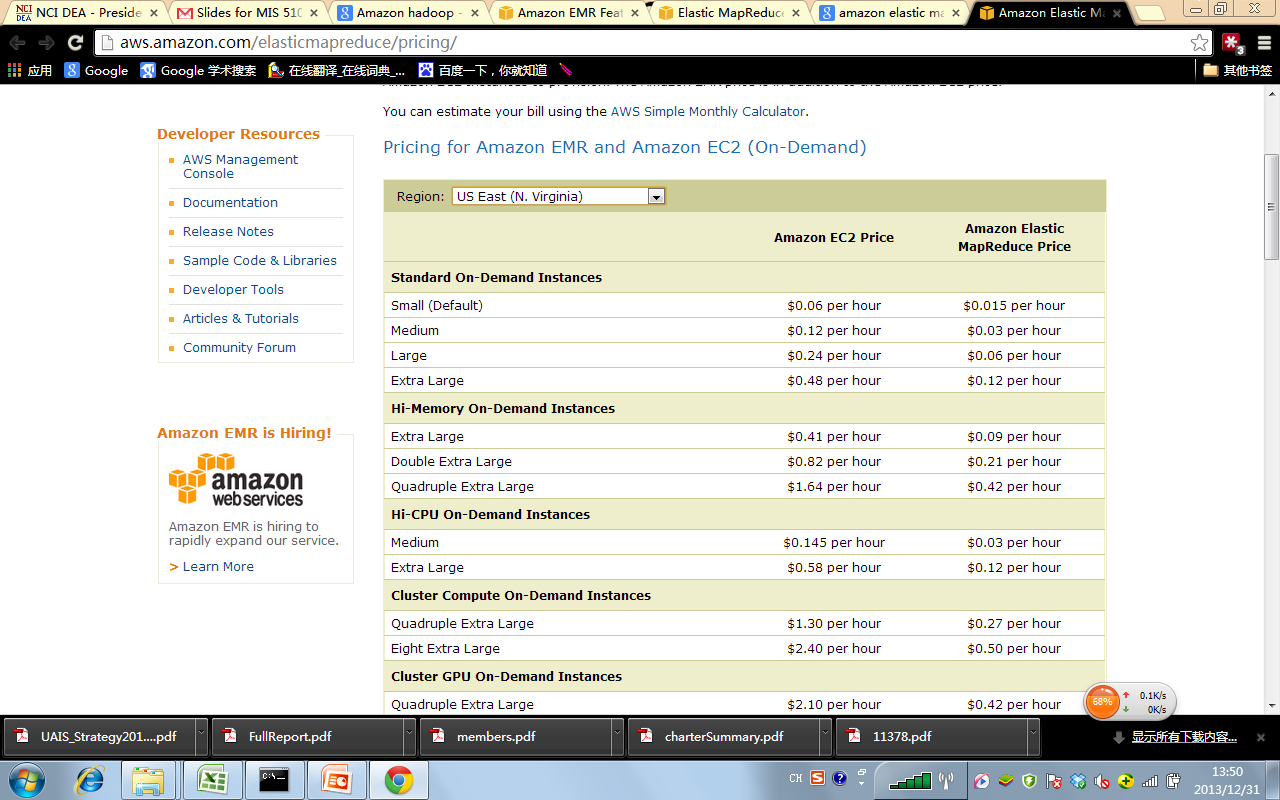 NCI DEA - Preside
Slides for MIS 510
Amazon hadoop -
Amazon EMR Feat
Elastic MapReduc
amazon elastic ma
Amazon Elastic Ma
aws.amazon.com/elasticmapreduce/pricing/
3
应用
Google
Google 学术搜索
在线翻译_在线词典_...
百度一下，你就知道
其他书签
You can estimate your bill using the AWS Simple Monthly Calculator.
Developer Resources
AWS Management
Console
Documentation
Release Notes
Sample Code & Libraries
Developer Tools
Articles & Tutorials
Community Forum
Amazon EMR is Hiring!
amazon
webservices
Amazon EMR is hiring to
rapidly expand our service.
> Learn More
Pricing for Amazon EMR and Amazon EC2 (On-Demand)
Region: US East (N. Virginia)
Amazon EC2 Price Amazon Elastic
MapReduce Price
Standard On-Demand Instances
Small (Default) $0.06 per hour $0.015 per hour
Medium $0.12 per hour $0.03 per hour
Large $0.24 per hour $0.06 per hour
Extra Large $0.48 per hour $0.12 per hour
Hi-Memory On-Demand Instances
Extra Large $0.41 per hour $0.09 per hour
Double Extra Large $0.82 per hour $0.21 per hour
Quadruple Extra Large $1.64 per hour $0.42 per hour
Hi-CPU On-Demand Instances
Medium $0.145 per hour $0.03 per hour
Extra Large $0.58 per hour $0.12 per hour
Cluster Compute On-Demand Instances
Quadruple Extra Large $1.30 per hour $0.27 per hour
Eight Extra Large $2.40 per hour $0.50 per hour
Cluster GPU On-Demand Instances
Quadruple Extra Large $2.10 per hour $0.42 per hour
68%
0.1K/s
0K/s
UAIS_Strategy201....pdf
FullReport.pdf
members.pdf
charterSummary.pdf
11378.pdf
显示所有下载内容...
CH
13:50
2013/12/31